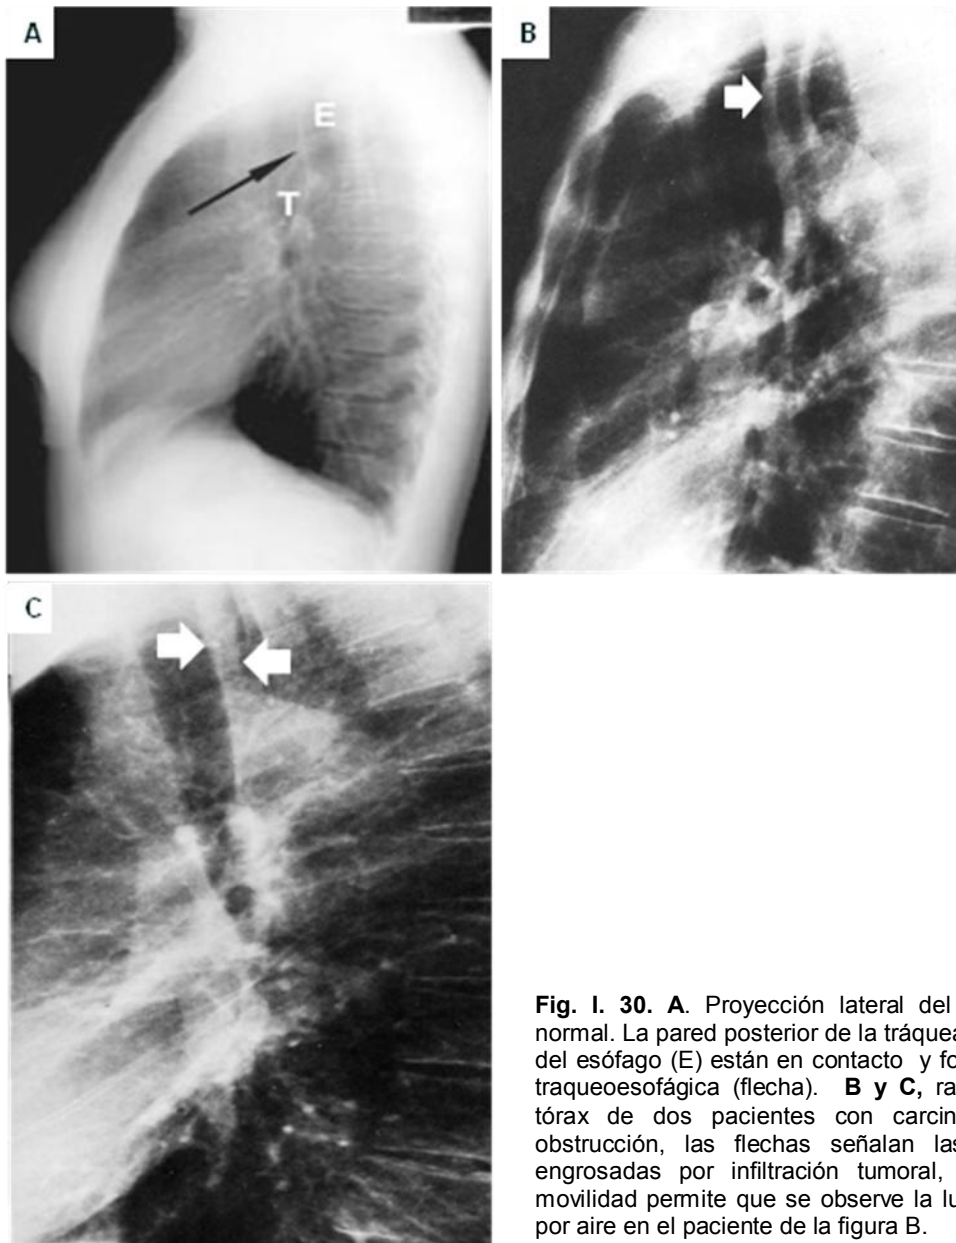 A
B
E
T
C
Fig. I. 30. A. Proyección lateral del
normal. La pared posterior de la tráquea
del esófago (E) están en contacto y fo
traqueoesofágica (flecha). B y C, ra
tórax de dos pacientes con carcin
obstrucción, las flechas señalan las
engrosadas por infiltración tumoral,
movilidad permite que se observe la lu
por aire en el paciente de la figura B.